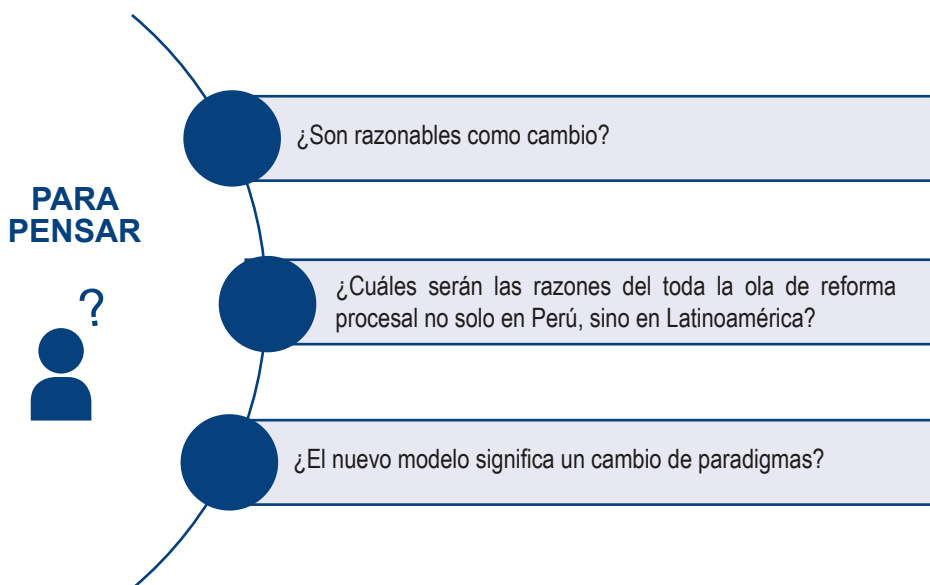 PARA
PENSAR
?
¿Son razonables como cambio?
¿Cuáles serán las razones del toda la ola de reforma
procesal no solo en Perú, sino en Latinoamérica?
¿El nuevo modelo significa un cambio de paradigmas?